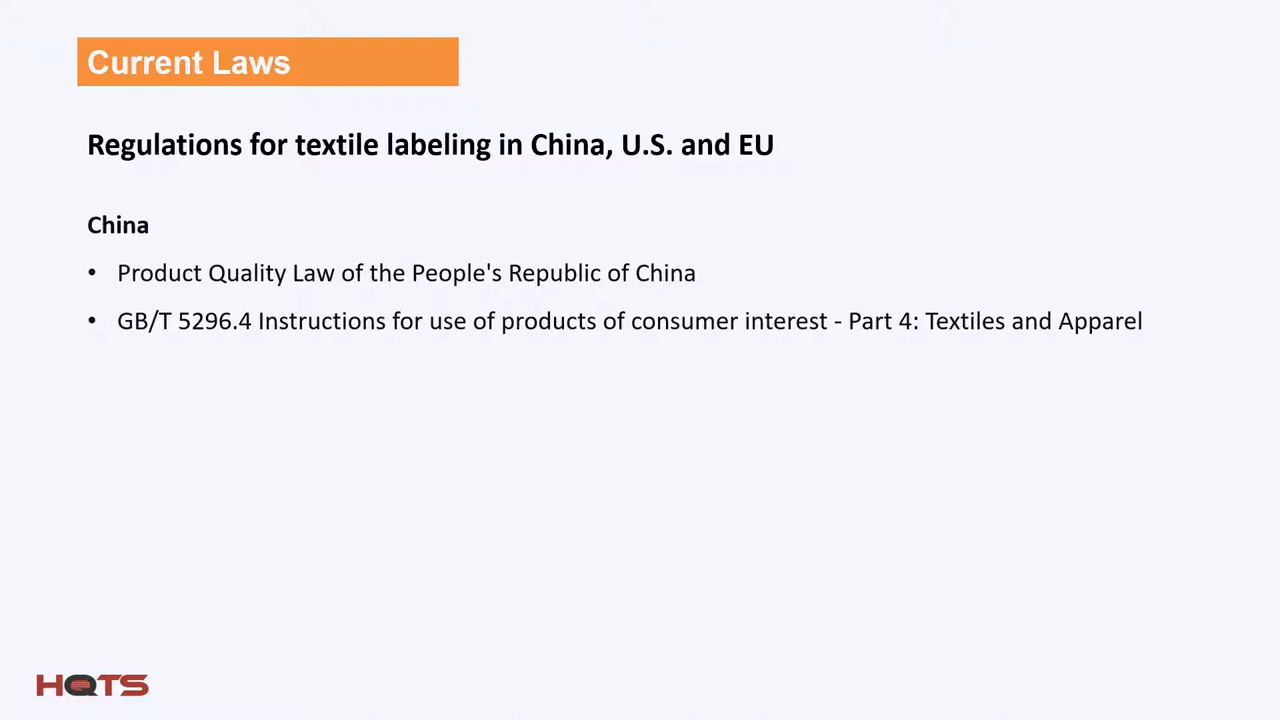 Current Laws
Regulations for textile labeling in China, U.S. and EU
China
• Product Quality Law of the People's Republic of China
• GB/T 5296.4 Instructions for use of products of consumer interest - Part 4: Textiles and Apparel
HQTS